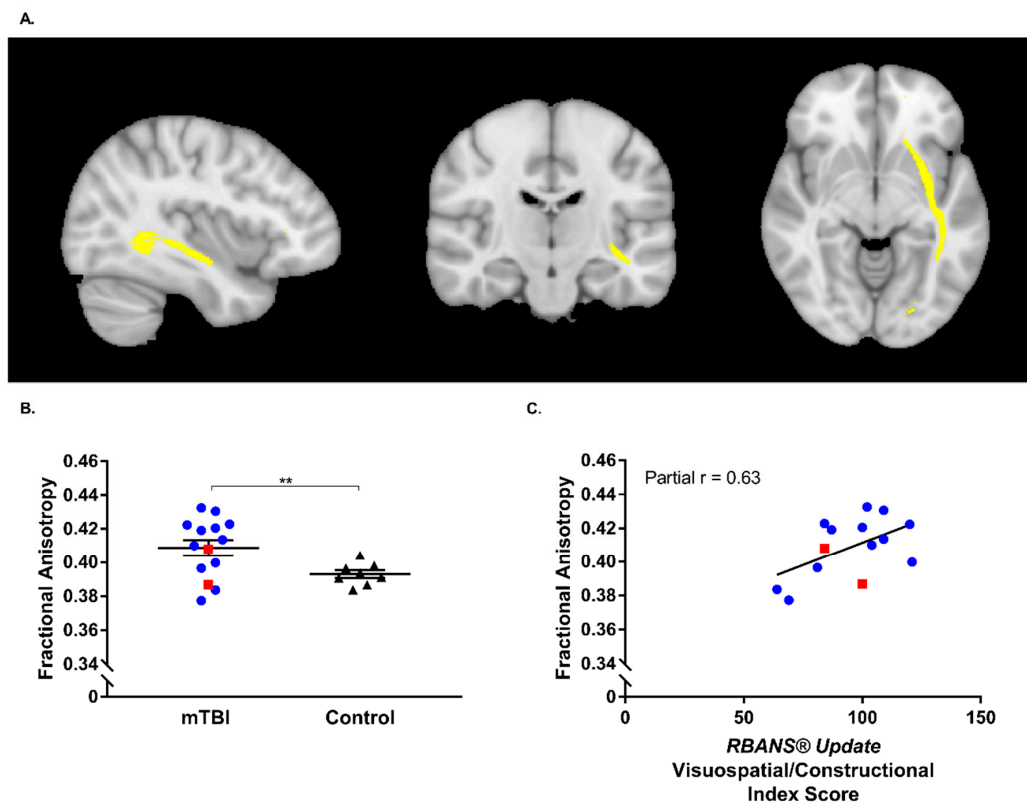 A.
B.
Fractional Anisotropy
0.46
0.44
0.42
0.40
0.38
0.36
0.34
0
**
mTBI
Control
C.
Fractional Anisotropy
0.46
0.44
0.42
0.40
0.38
0.36
0.34
0
Partial r = 0.63
0
50
100
150
RBANS® Update
Visuospatial/Constructional
Index Score